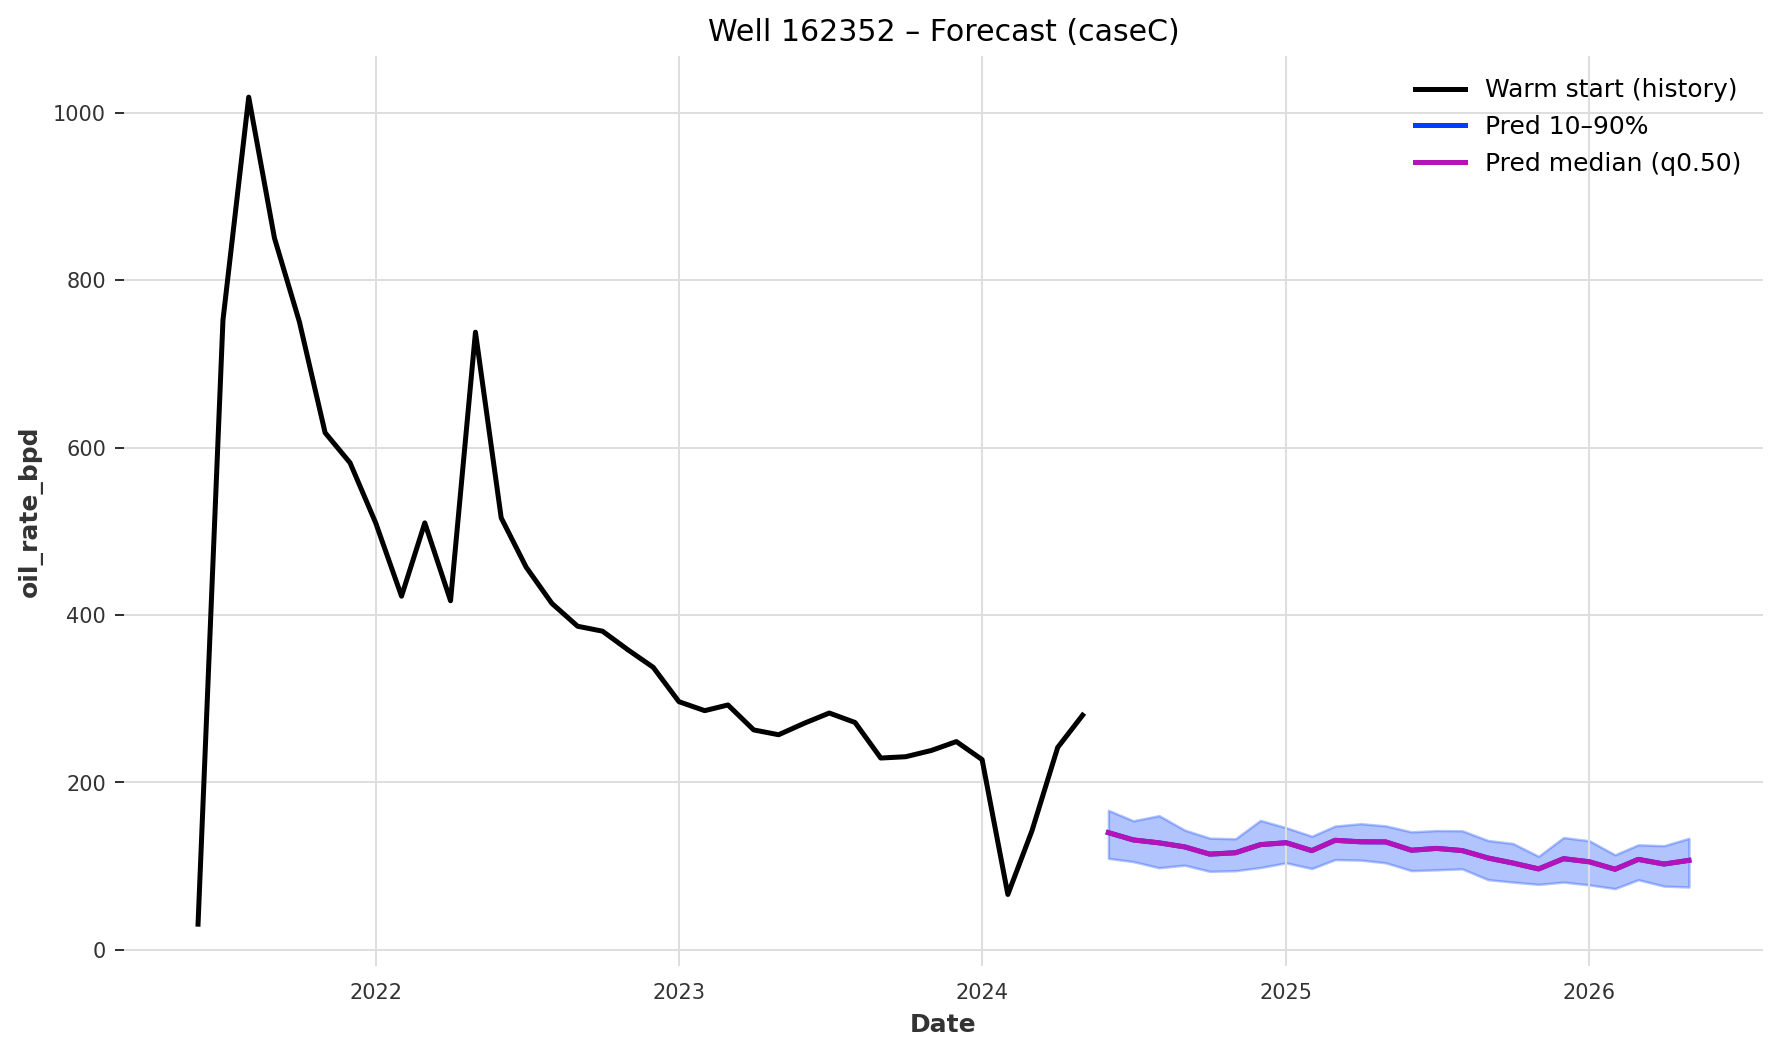 Well 162352 – Forecast (caseC)
Warm start (history)
Pred 10–90%
Pred median (q0.50)
oil_rate_bpd
1000
800
600
400
200
0
2022 2023 2024 2025 2026
Date